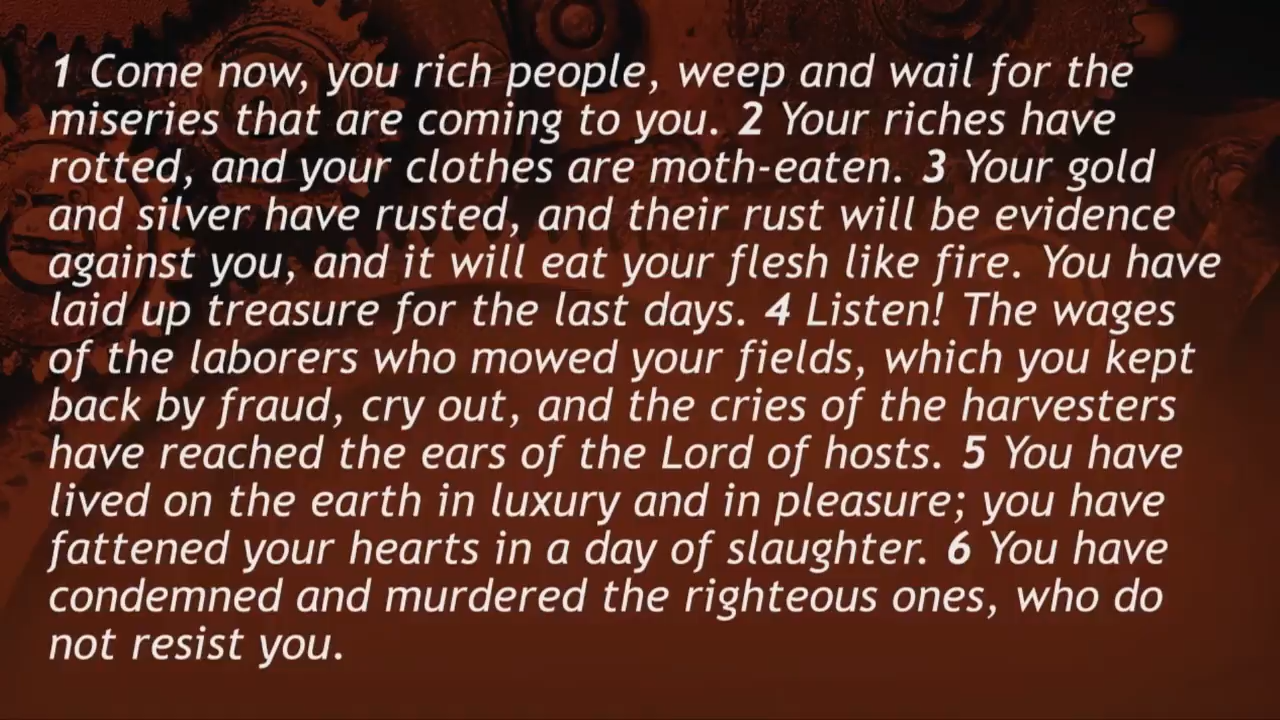 1 Come now, you rich people, weep and wail for the
miseries that are coming to you. 2 Your riches have
rotted, and your clothes are moth-eaten. 3 Your gold
and silver have rusted, and their rust will be evidence
against you, and it will eat your flesh like fire. You have
laid up treasure for the last days. 4 Listen! The wages
of the laborers who mowed your fields, which you kept
back by fraud, cry out, and the cries of the harvesters
have reached the ears of the Lord of hosts. 5 You have
lived on the earth in luxury and in pleasure; you have
fattened your hearts in a day of slaughter. 6 You have
condemned and murdered the righteous ones, who do
not resist you.